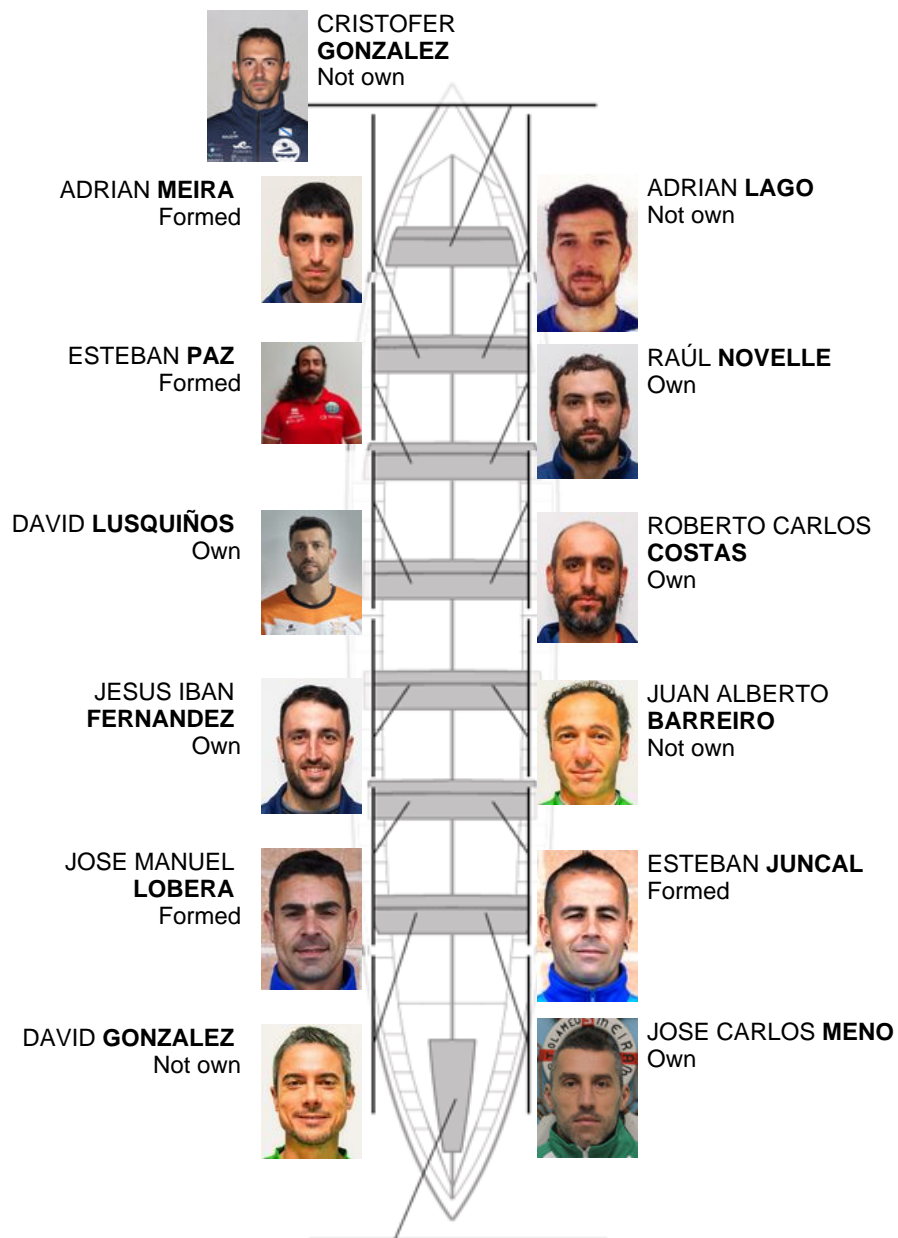 CRISTOFER
GONZALEZ
Not own
ADRIAN MEIRA
Formed
ADRIAN LAGO
Not own
ESTEBAN PAZ
Formed
RAÚL NOVELLE
Own
DAVID LUSQUIÑOS
Own
ROBERTO CARLOS
COSTAS
Own
JESUS IBAN
FERNANDEZ
Own
JUAN ALBERTO
BARREIRO
Not own
JOSE MANUEL
LOBERA
Formed
ESTEBAN JUNCAL
Formed
DAVID GONZALEZ
Not own
JOSE CARLOS MENO
Own